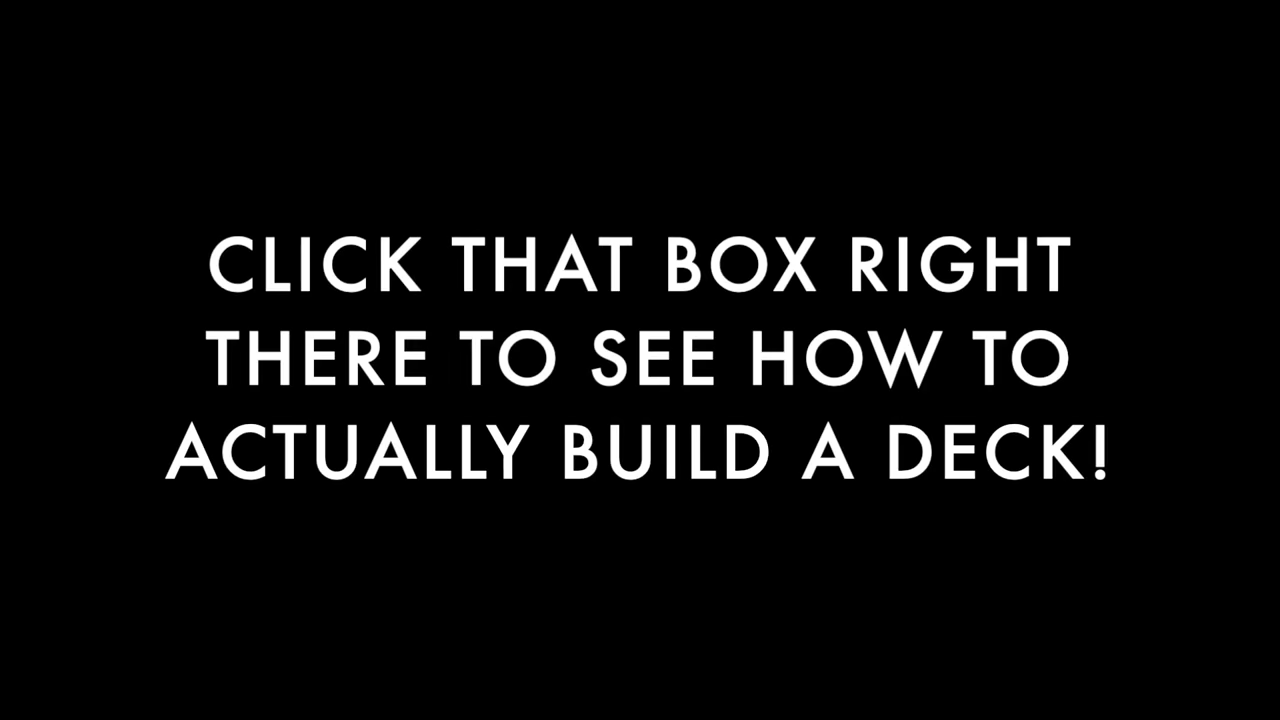 CLICK THAT BOX RIGHT
THERE TO SEE HOW TO
ACTUALLY BUILD A DECK!